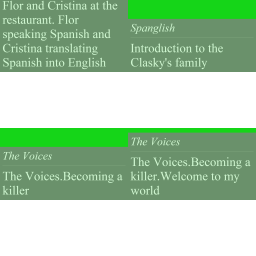 Flor and Cristina at the
restaurant. Flor
speaking Spanish and
Cristina translating
Spanish into English
Spanglish
Introduction to the
Clasky's family
The Voices
The Voices.Becoming a
killer
The Voices
The Voices.Becoming a
killer.Welcome to my
world